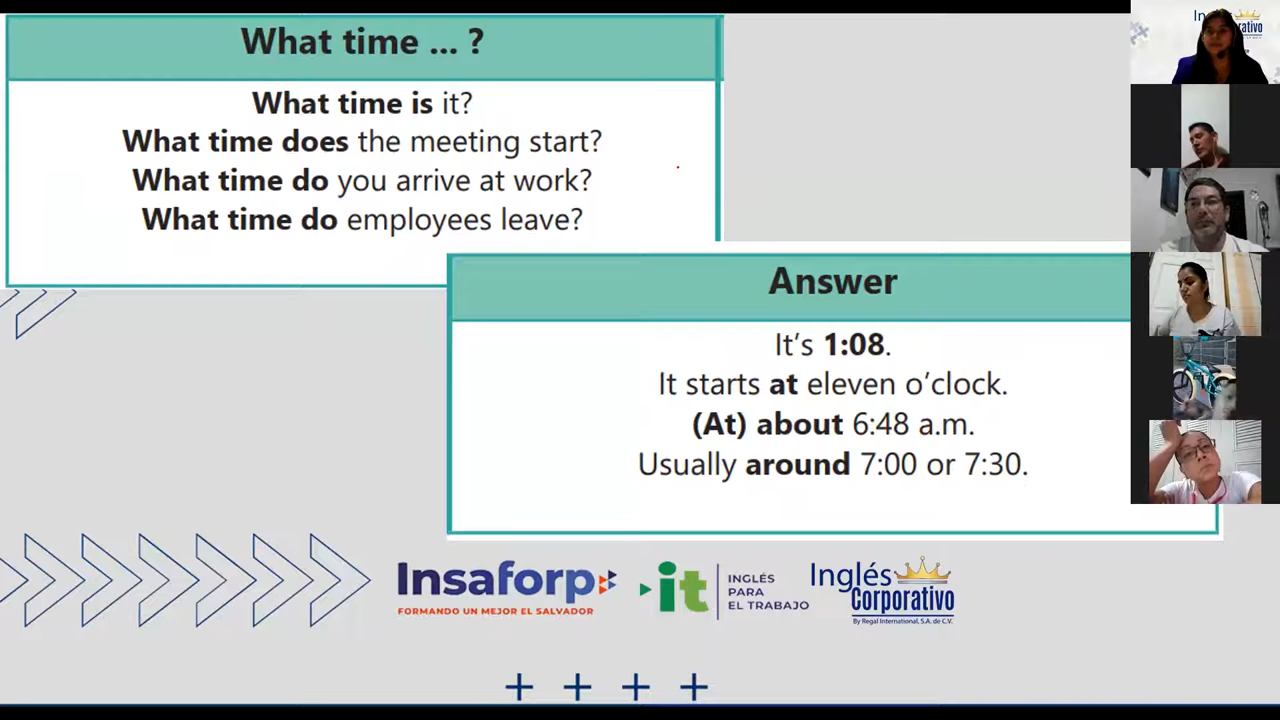 What time ... ?
What time is it?
What time does the meeting start?
What time do you arrive at work?
What time do employees leave?
Answer
It's 1:08.
It starts at eleven o'clock.
(At) about 6:48 a.m.
Usually around 7:00 or 7:30.
Insaforp
FORMANDO UN MEJOR EL SALVADOR
it
INGLÉS
PARA
EL TRABAJO
Inglés
Corporativo
By Regal International, S.A. de C.V.